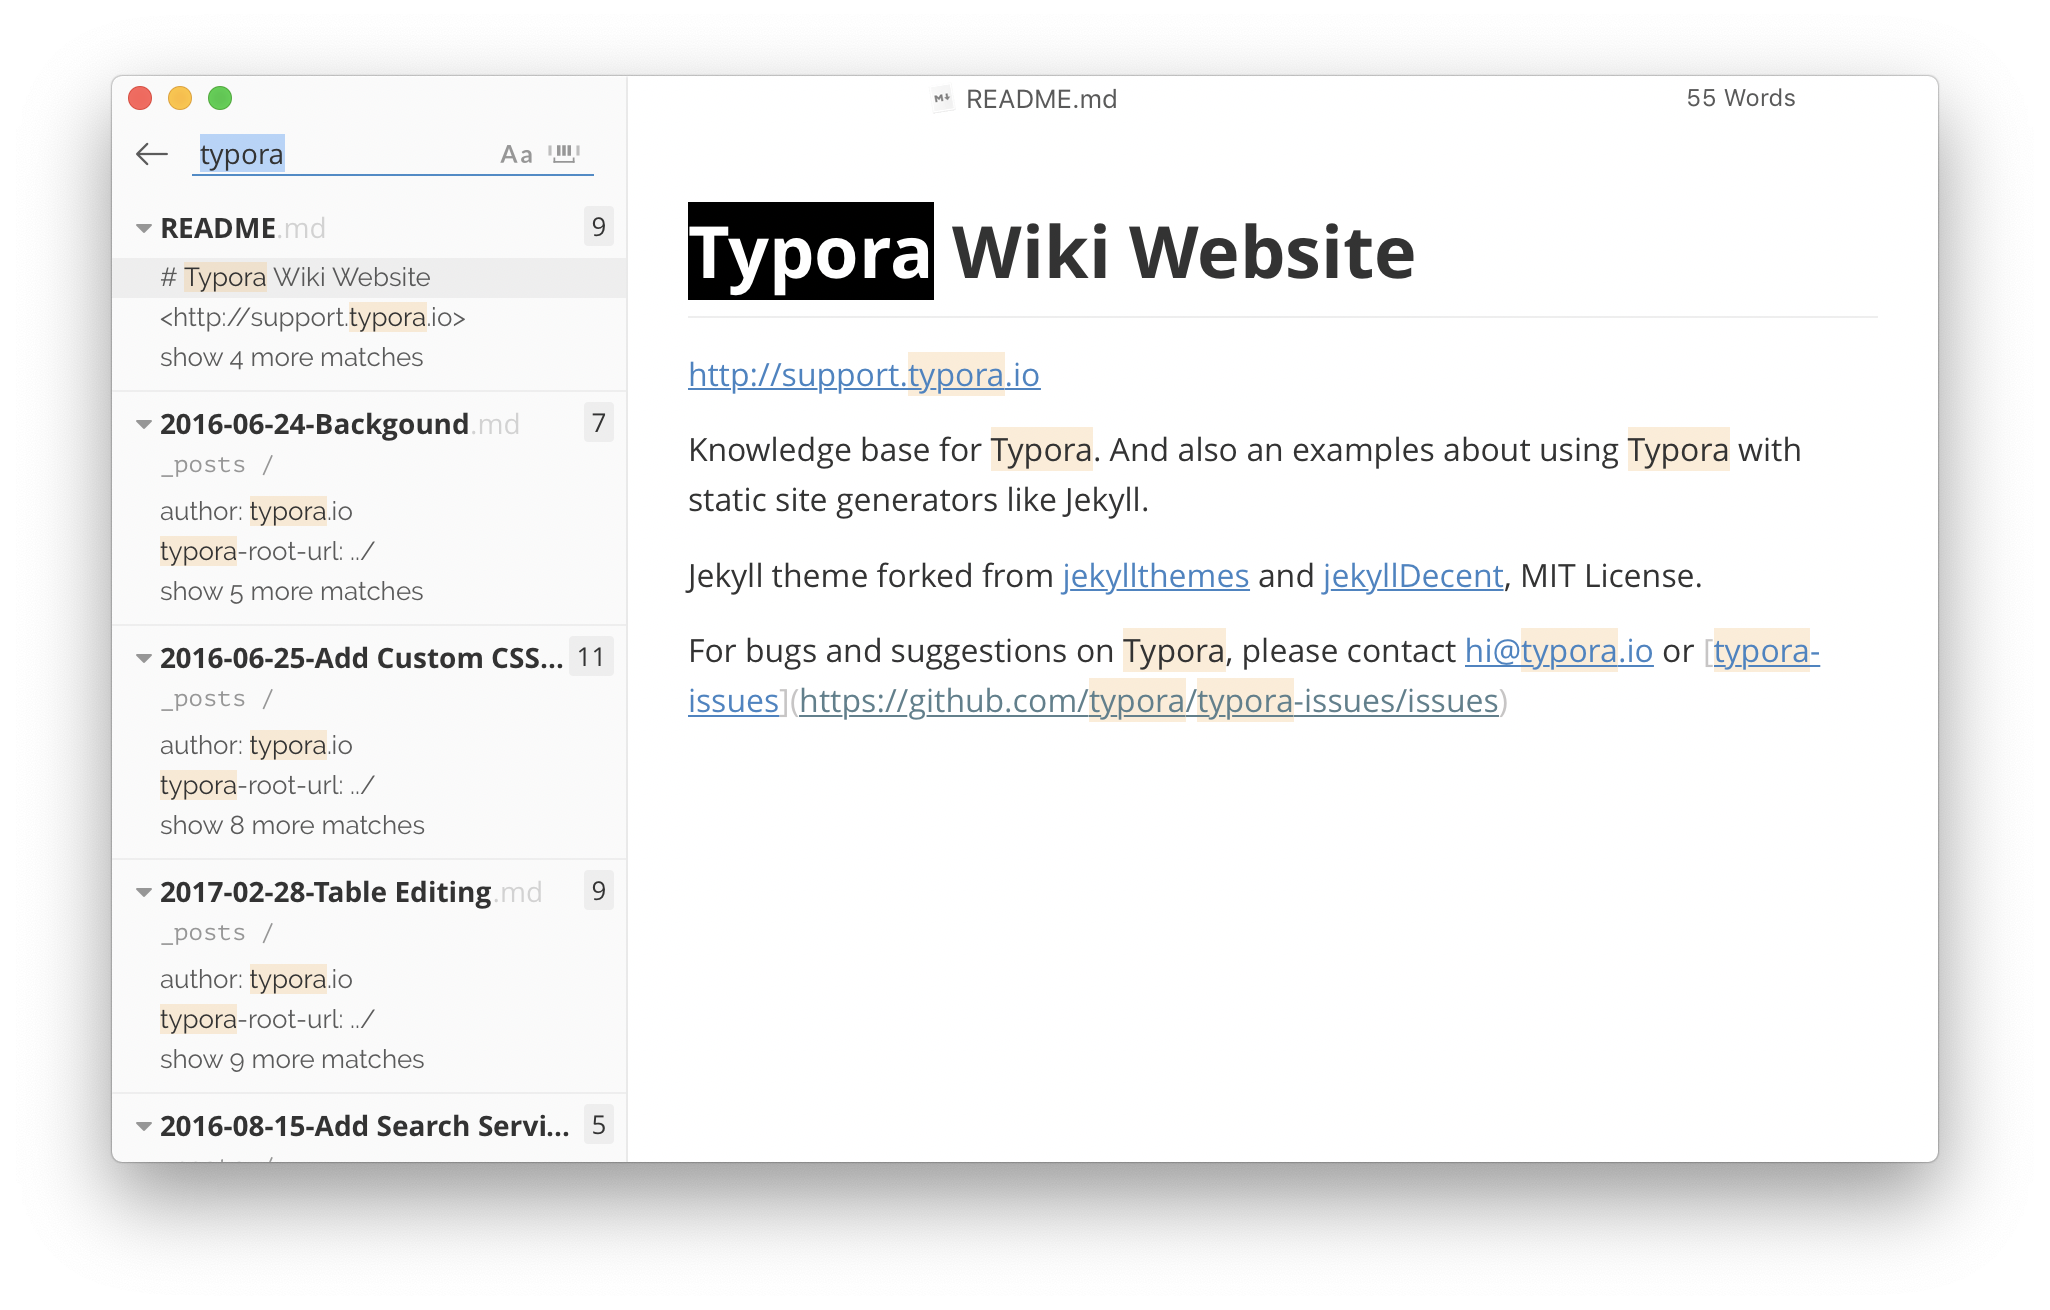 README.md
55 Words
typora
Aa
README.md 9
# Typora Wiki Website
<http://support.typora.io>
show 4 more matches
2016-06-24-Backgound.md 7
_posts /
author: typora.io
typora-root-url: ../
show 5 more matches
2016-06-25-Add Custom CSS... 11
_posts /
author: typora.io
typora-root-url: ../
show 8 more matches
2017-02-28-Table Editing.md 9
_posts /
author: typora.io
typora-root-url: ../
show 9 more matches
2016-08-15-Add Search Servi... 5
Typora Wiki Website
http://support.typora.io
Knowledge base for Typora. And also an examples about using Typora with
static site generators like Jekyll.
Jekyll theme forked from jekyllthemes and jekyllDecent, MIT License.
For bugs and suggestions on Typora, please contact hi@typora.io or [typora-
issues](https://github.com/typora/typora-issues/issues)